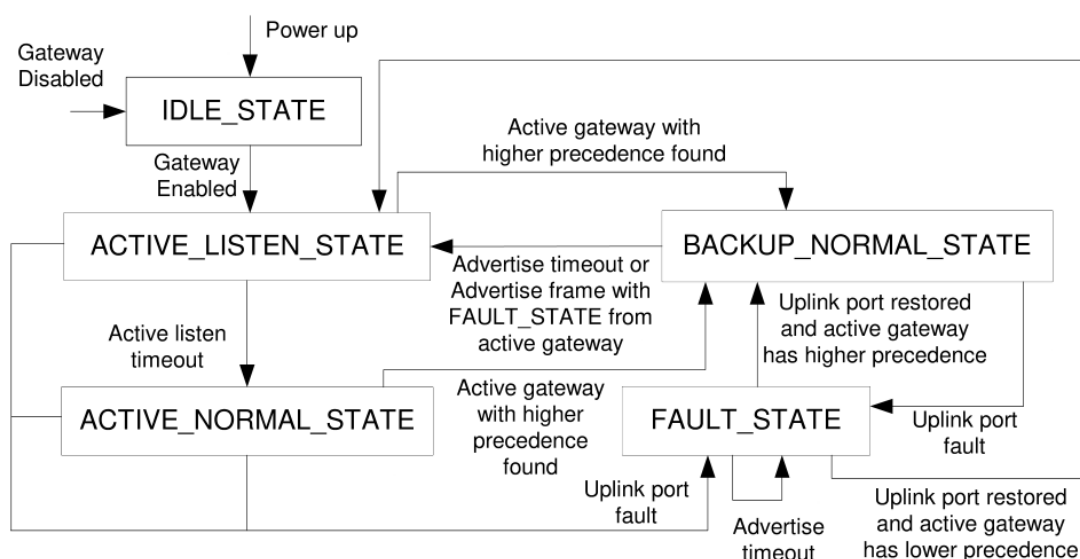 Power up
Gateway
Disabled
IDLE_STATE
Gateway
Enabled
Active gateway with
higher precedence found
ACTIVE_LISTEN_STATE
BACKUP_NORMAL_STATE
Advertise timeout or
Advertise frame with
FAULT_STATE from
active gateway
Uplink port restored
and active gateway
has higher precedence
Active listen
timeout
ACTIVE_NORMAL_STATE
Active gateway
with higher
precedence
found
FAULT_STATE
Uplink port
fault
Uplink port
fault
Advertise
timeout
Uplink port restored
and active gateway
has lower precedence